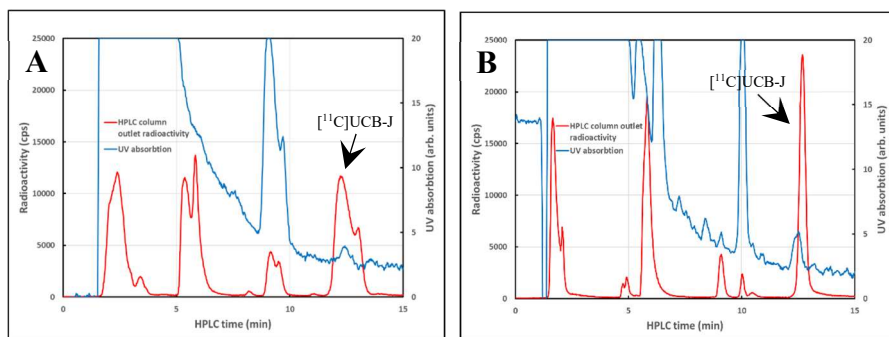 A
25000
20000
15000
10000
5000
0
Radioactivity (cps)
0
5
10
15
HPLC time (min)
20
15
10
5
0
UV absorbtion (arb. units)
HPLC column
outlet radioactivity
UV absorbtion
[¹¹C]UCB-J
B
25000
20000
15000
10000
5000
0
Radioactivity (cps)
0
5
10
15
HPLC time (min)
20
15
10
5
0
UV absorbtion (arb. units)
HPLC column outlet
radioactivity
UV absorbtion
[¹¹C]UCB-J